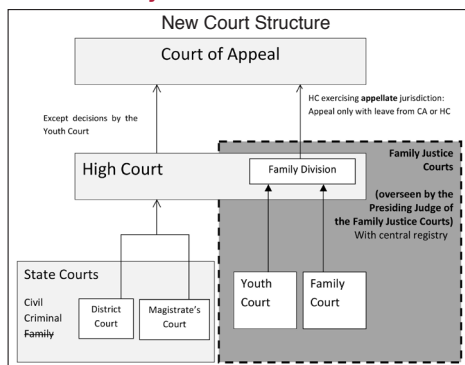 New Court Structure
Court of Appeal
Except decisions by the
Youth Court
HC exercising appellate jurisdiction:
Appeal only with leave from CA or HC
High Court
Family Division
Family Justice
Courts
(overseen by the
Presiding Judge of
the Family Justice Courts)
With central registry
State Courts
Civil
Criminal
Family
District
Court
Magistrate's
Court
Youth
Court
Family
Court